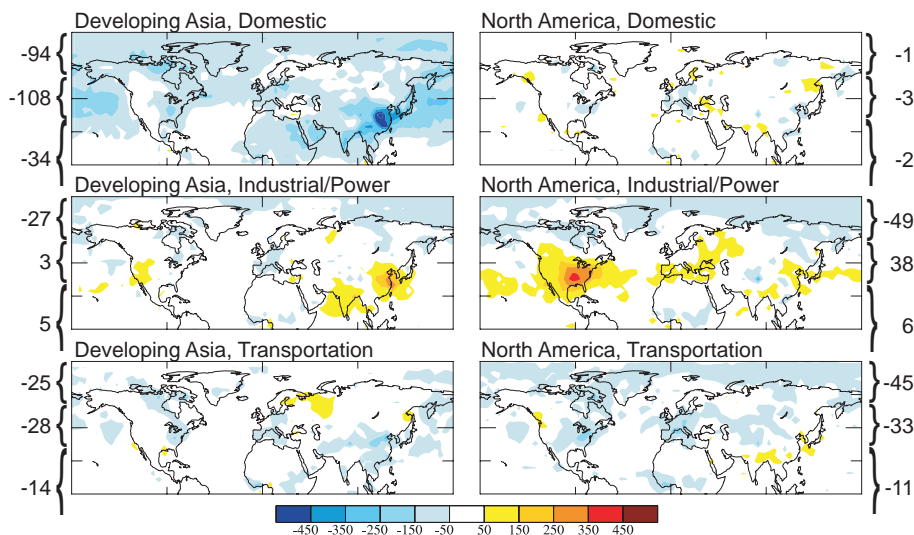 Developing Asia, Domestic
North America, Domestic
-94
-108
-34
-1
-3
-2
Developing Asia, Industrial/Power
North America, Industrial/Power
-27
3
5
-49
38
6
Developing Asia, Transportation
North America, Transportation
-25
-28
-14
-45
-33
-11
-450 -350 -250 -150 -50 50 150 250 350 450